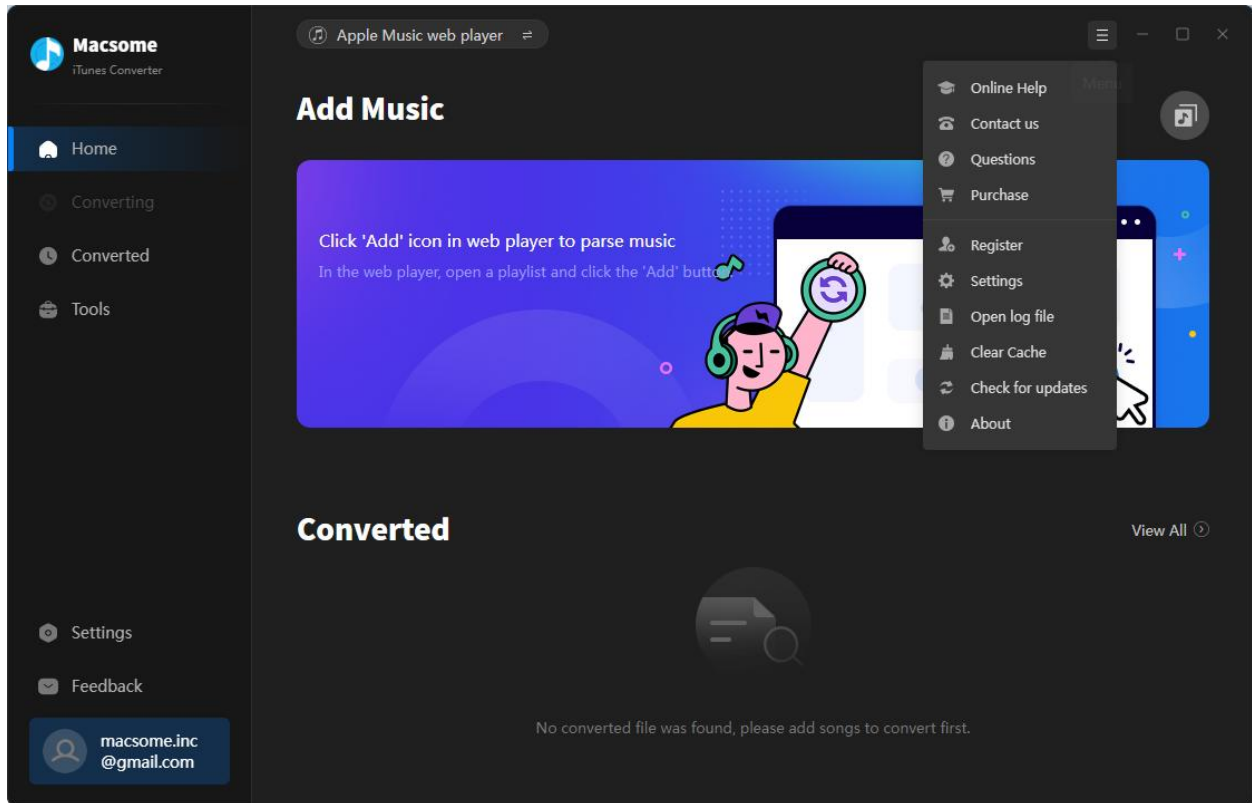 Macsome
iTunes Converter
Home
Converting
Converted
Tools
Settings
Feedback
macsome.inc
@gmail.com
Apple Music web player
Add Music
Click 'Add' icon in web player to parse music
In the web player, open a playlist and click the 'Add' button.
Menu
Online Help
Contact us
Questions
Purchase
Register
Settings
Open log file
Clear Cache
Check for updates
About
Converted
View All
No converted file was found, please add songs to convert first.